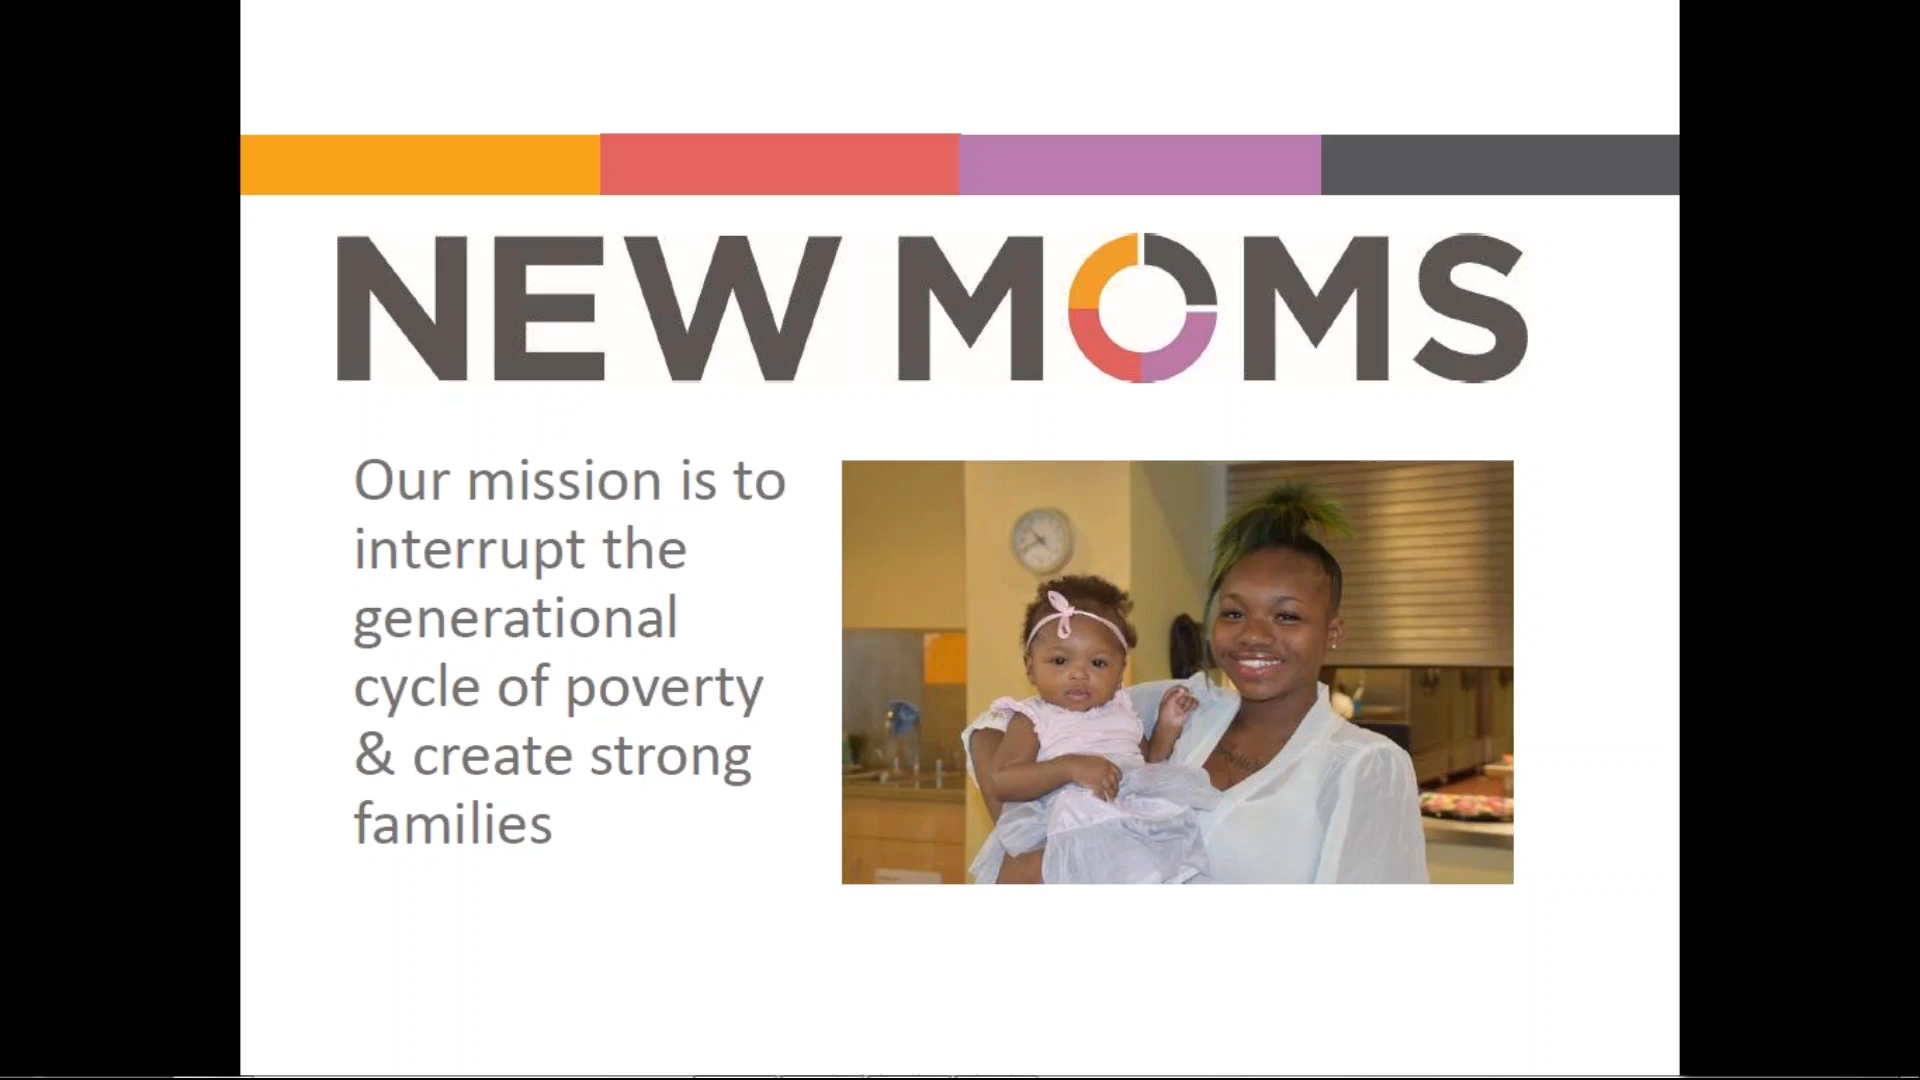 NEW MOMS
Our mission is to
interrupt the
generational
cycle of poverty
& create strong
families